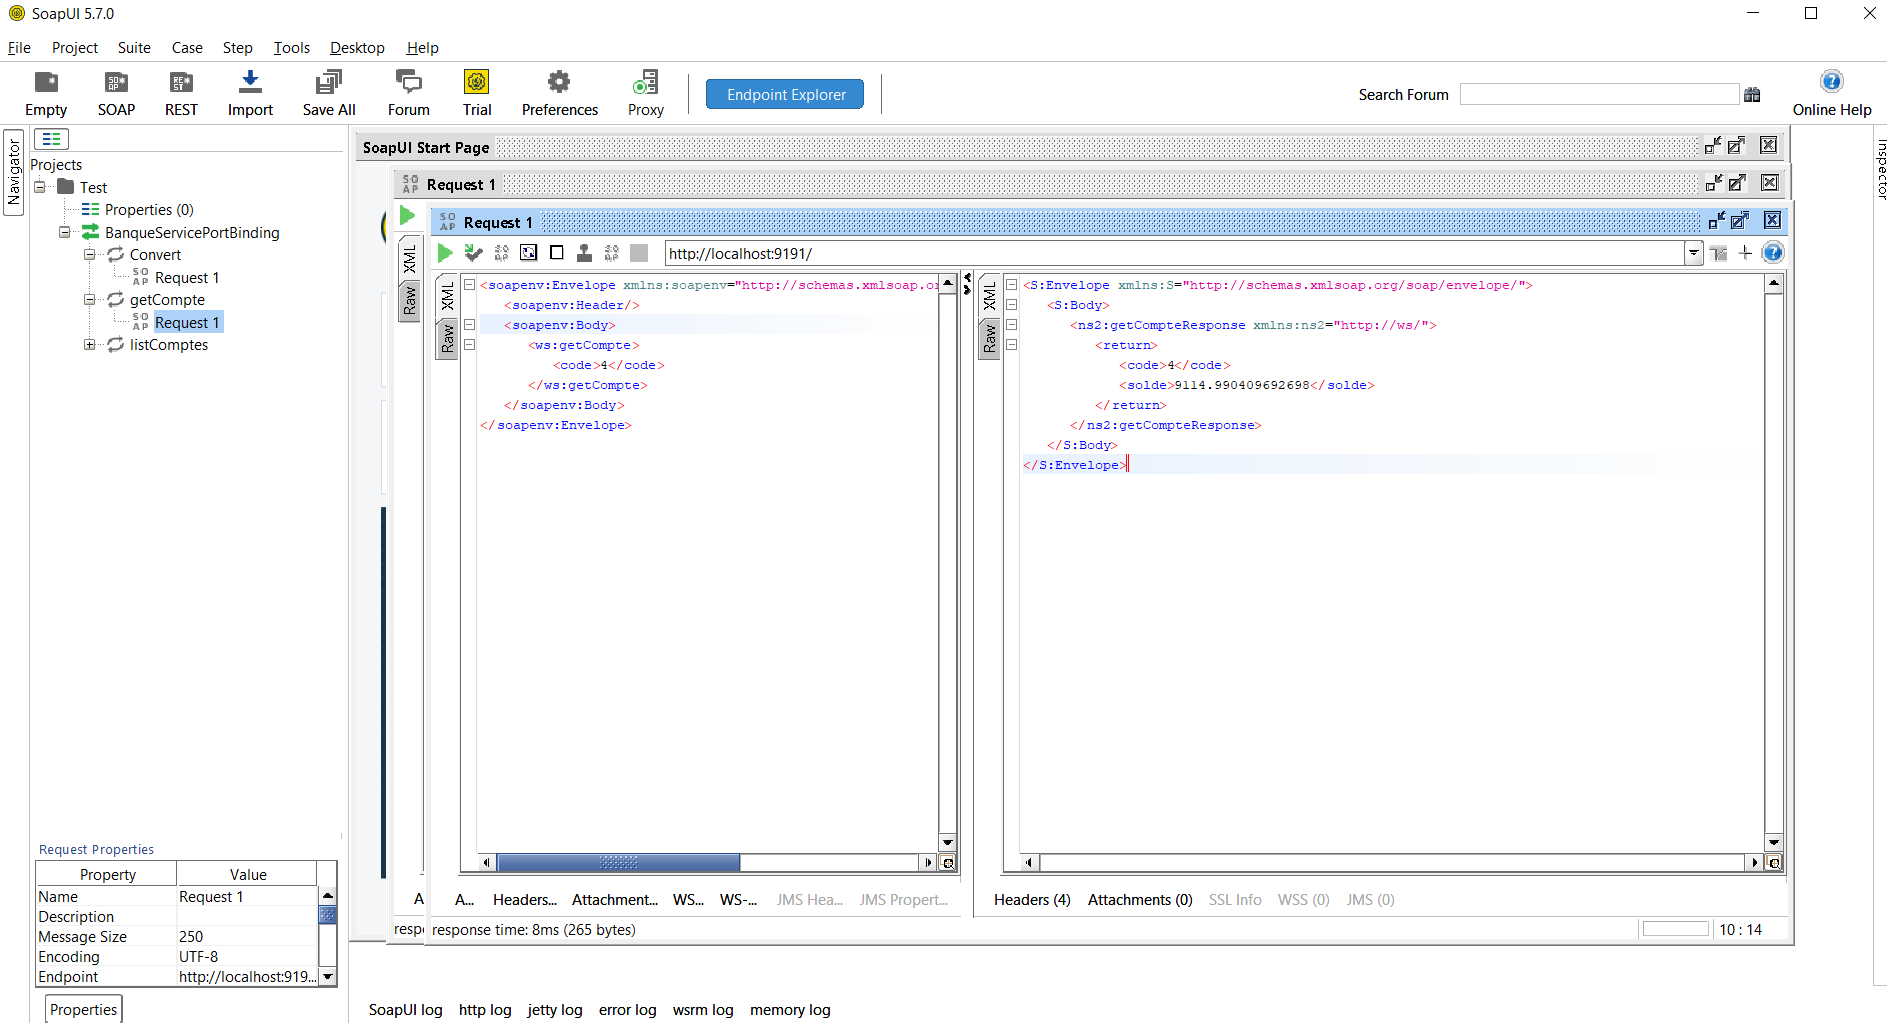 SoapUI 5.7.0
File Project Suite Case Step Tools Desktop Help
Empty SOAP REST Import Save All Forum Trial Preferences Proxy Endpoint Explorer Search Forum Online Help
Navigator
Projects
Test
Properties (0)
BanqueServicePortBinding
Convert
Request 1
getCompte
Request 1
listComptes
Request Properties
Property Value
Name Request 1
Description
Message Size 250
Encoding UTF-8
Endpoint http://localhost:919...
Properties
SoapUI Start Page
Request 1
XML
Raw
Request 1
http://localhost:9191/
XML
Raw
<soapenv:Envelope xmlns:soapenv="http://schemas.xmlsoap.or
<soapenv:Header/>
<soapenv:Body>
<ws:getCompte>
<code>4</code>
</ws:getCompte>
</soapenv:Body>
</soapenv:Envelope>
XML
Raw
<S:Envelope xmlns:S="http://schemas.xmlsoap.org/soap/envelope/">
<S:Body>
<ns2:getCompteResponse xmlns:ns2="http://ws/">
<return>
<code>4</code>
<solde>9114.990409692698</solde>
</return>
</ns2:getCompteResponse>
</S:Body>
</S:Envelope>
A
A... Headers... Attachment... WS... WS-... JMS Hea... JMS Propert...
Headers (4) Attachments (0) SSL Info WSS (0) JMS (0)
resp
response time: 8ms (265 bytes)
10 : 14
SoapUI log http log jetty log error log wsrm log memory log
Inspector